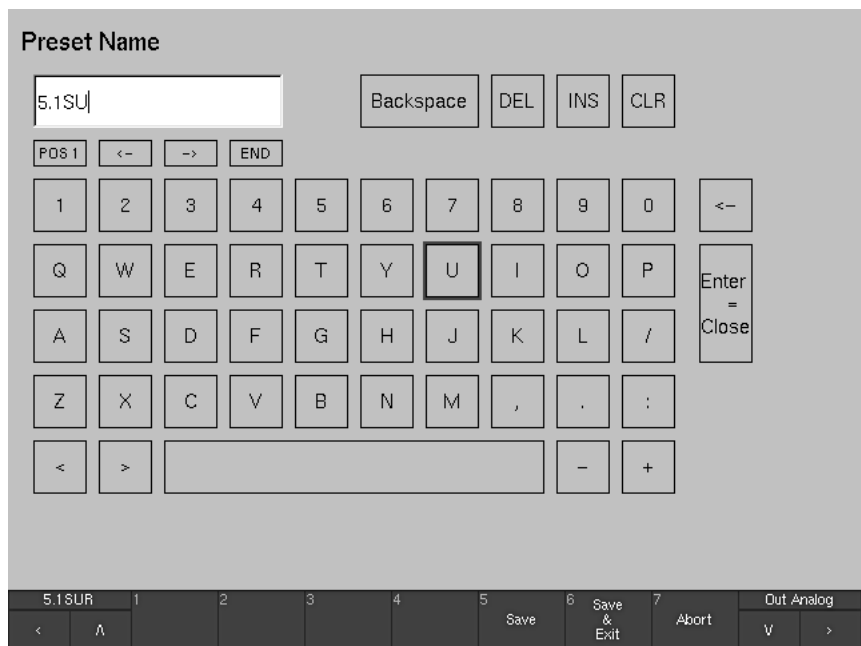 Preset Name
5.1SU
Backspace DEL INS CLR
POS 1 <- -> END
1 2 3 4 5 6 7 8 9 0 <-
Q W E R T Y U I O P
Enter
=
Close
A S D F G H J K L /
Z X C V B N M , . :
< > - +
5.1SUR 1 2 3 4 5 Save 6 Save & Exit 7 Abort Out Analog
< Λ V >